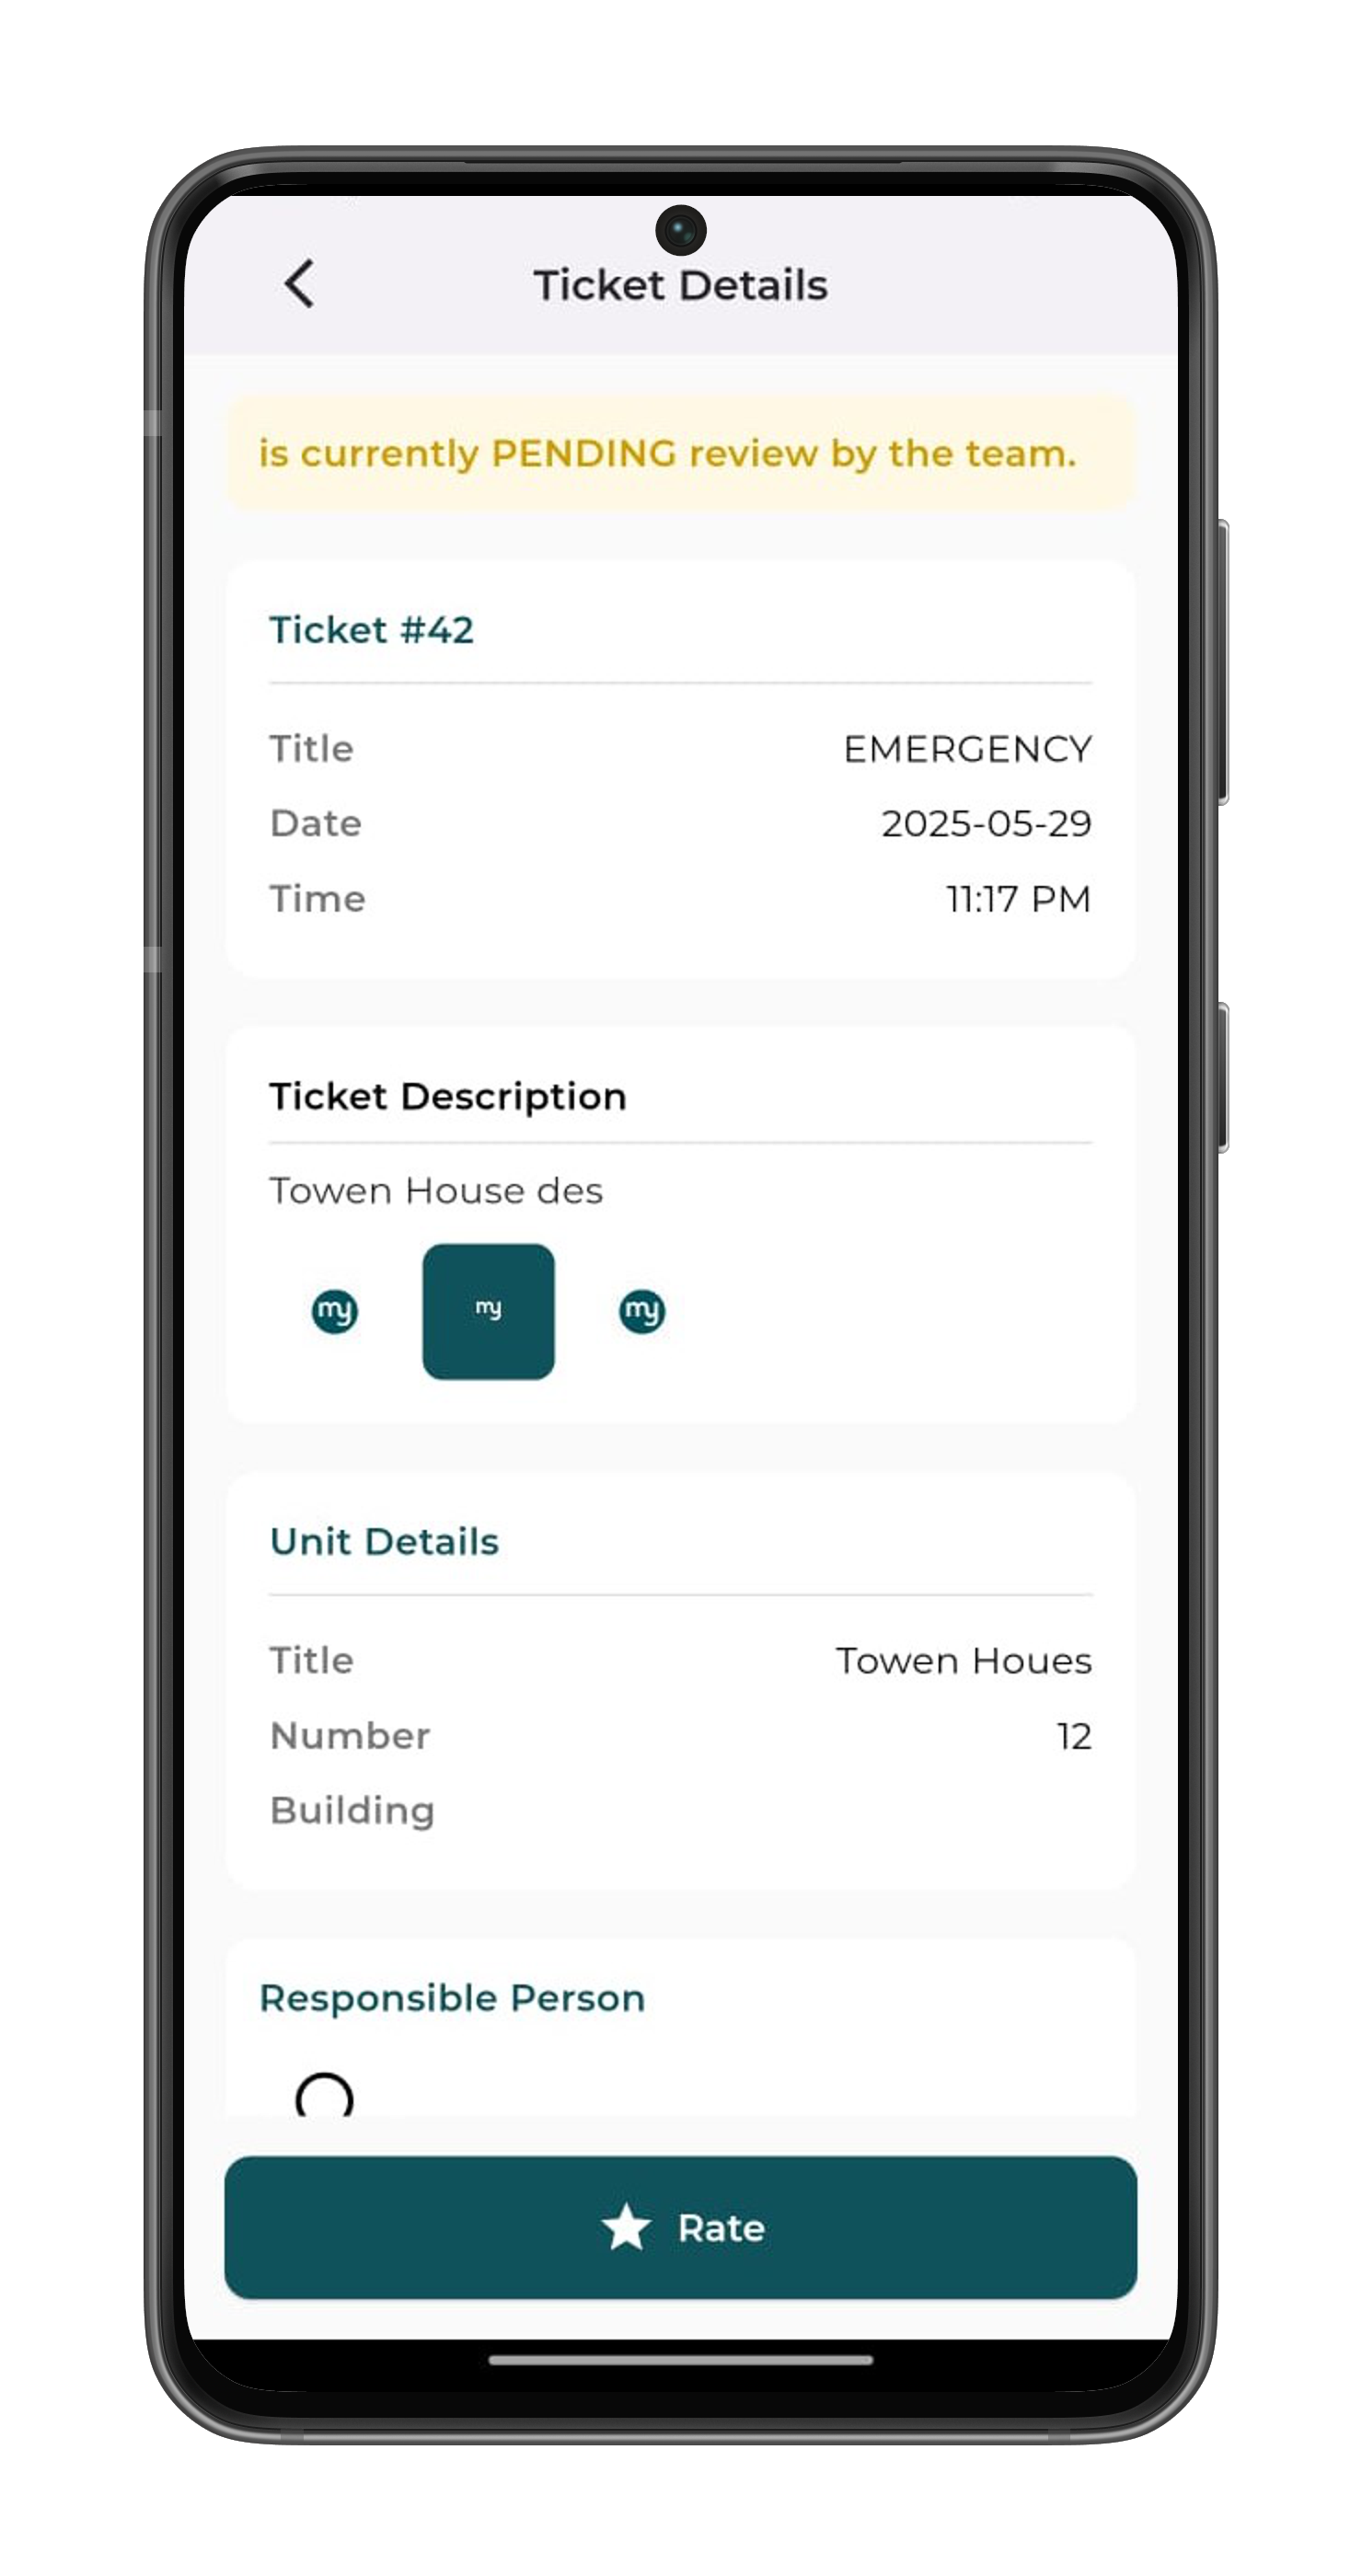 Ticket Details
is currently PENDING review by the team.
Ticket #42
Title EMERGENCY
Date 2025-05-29
Time 11:17 PM
Ticket Description
Towen House des
my my my
Unit Details
Title Towen Houes
Number 12
Building
Responsible Person
Rate